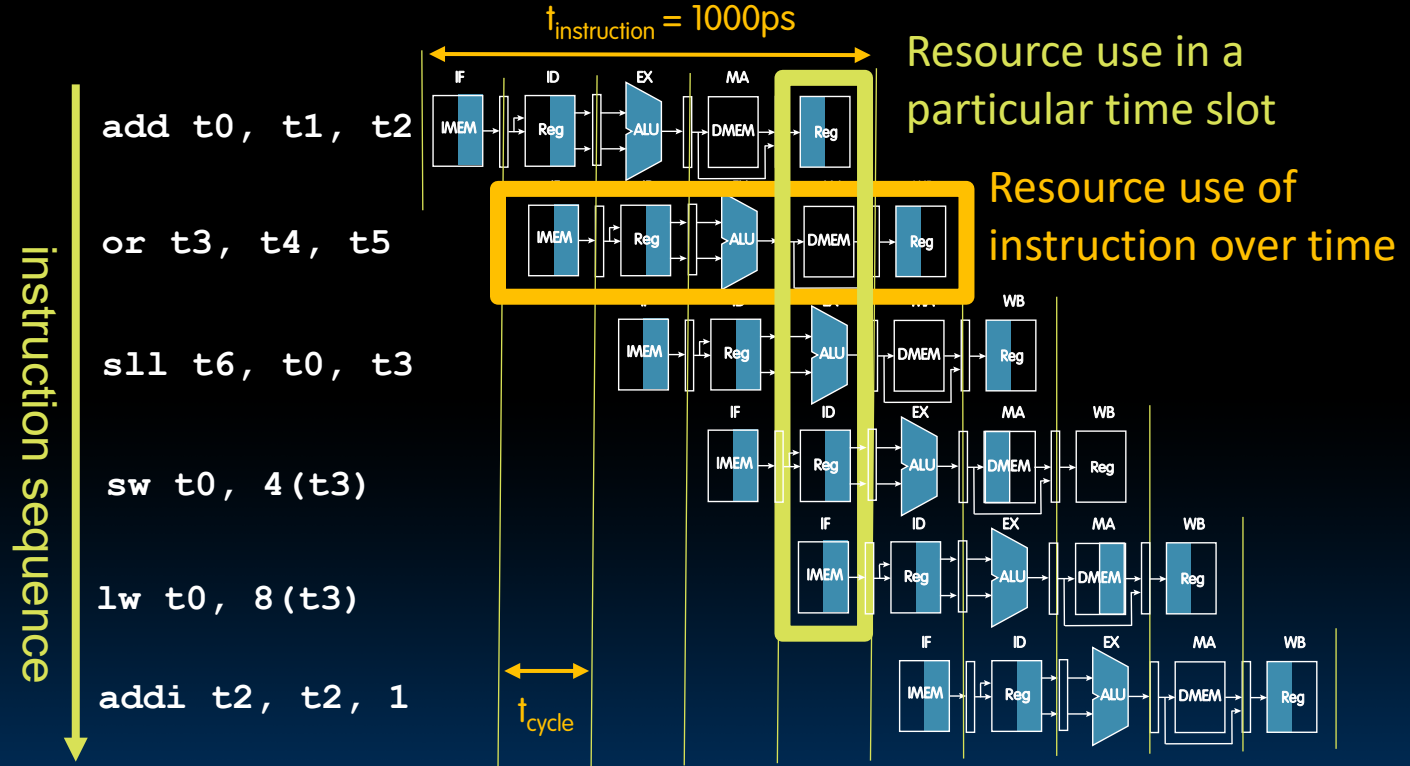 t instruction = 1000ps
Resource use in a
particular time slot
Resource use of
instruction over time
instruction sequence
add t0, t1, t2
IF ID EX MA
IMEM Reg ALU DMEM Reg
or t3, t4, t5
IMEM Reg ALU DMEM Reg
sll t6, t0, t3
WB
IMEM Reg ALU DMEM Reg
sw t0, 4(t3)
IF ID EX MA WB
IMEM Reg ALU DMEM Reg
lw t0, 8(t3)
IF ID EX MA WB
IMEM Reg ALU DMEM Reg
addi t2, t2, 1
IF ID EX MA WB
IMEM Reg ALU DMEM Reg
t cycle